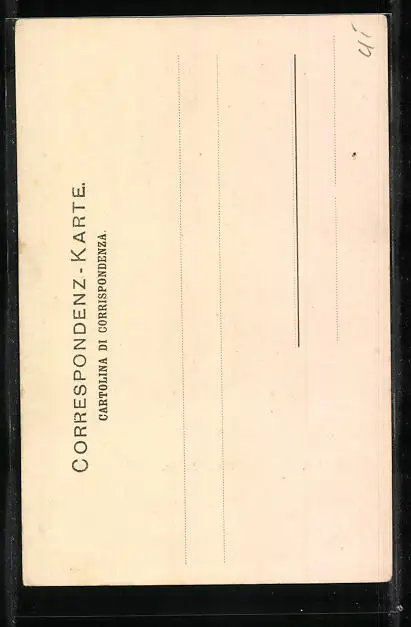 CORRESPONDENZ-KARTE.
CARTOLINA DI CORRISPONDENZA.